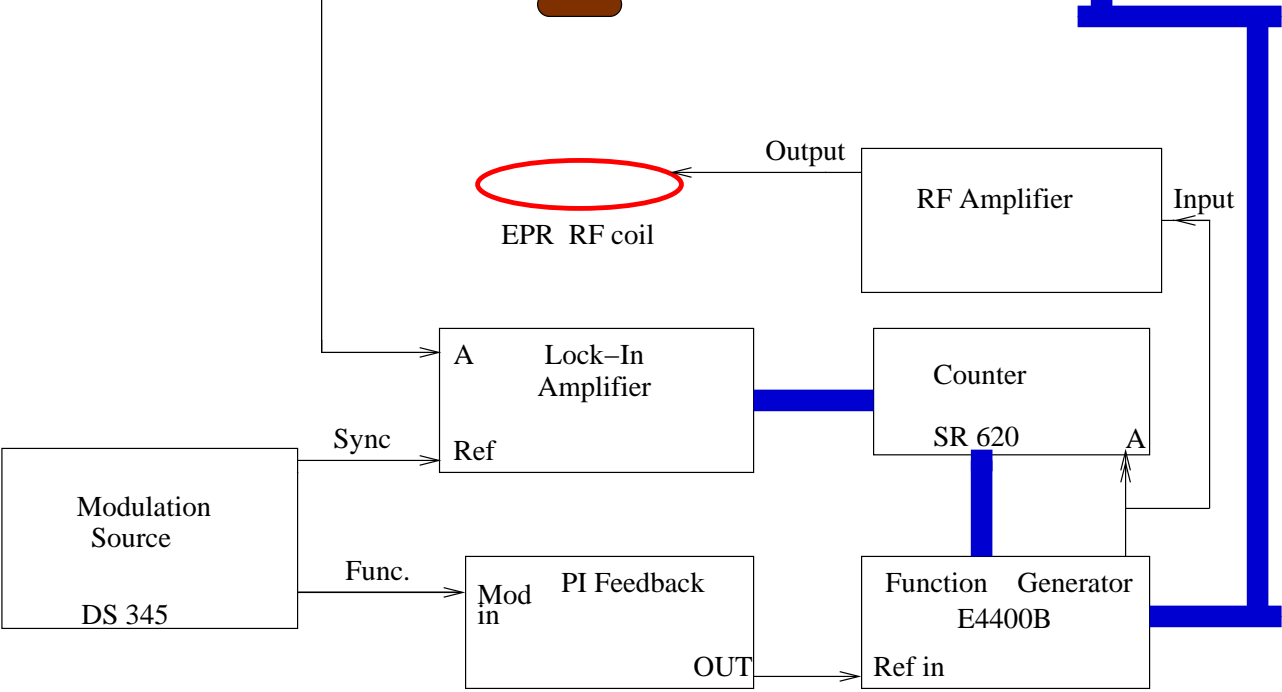 Output
RF Amplifier
Input
EPR RF coil
A
Lock−In
Amplifier
Ref
Counter
SR 620
A
Sync
Modulation
Source
DS 345
Func.
Mod
in
PI Feedback
OUT
Function Generator
E4400B
Ref in